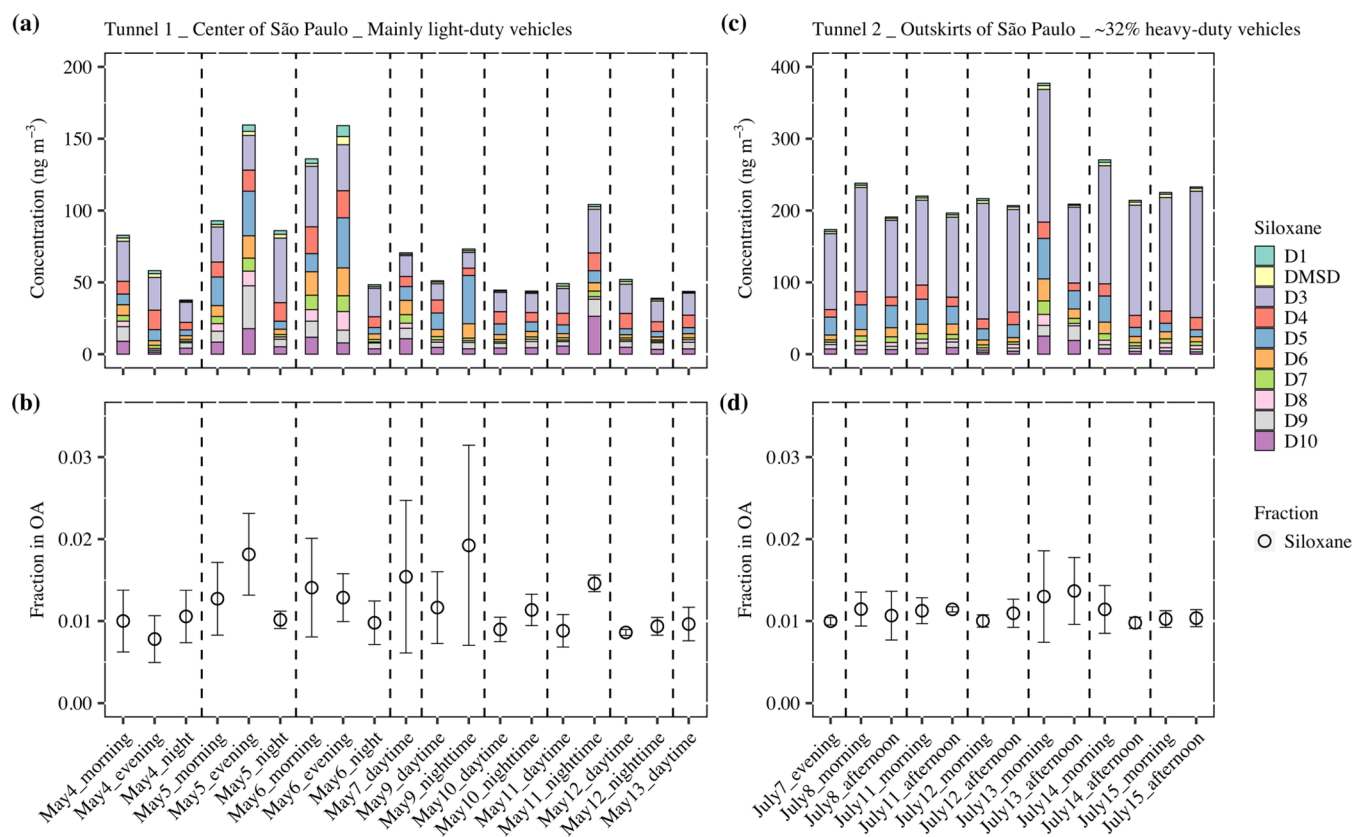 (a)
Tunnel 1 _ Center of São Paulo _ Mainly light-duty vehicles
200
150
100
50
0
Concentration (ng m⁻³)
(c)
Tunnel 2 _ Outskirts of São Paulo _ ~32% heavy-duty vehicles
400
300
200
100
0
Concentration (ng m⁻³)
Siloxane
D1
DMSD
D3
D4
D5
D6
D7
D8
D9
D10
(b)
0.03
0.02
0.01
0.00
Fraction in OA
May4_morning
May4_evening
May4_night
May5_morning
May5_evening
May5_night
May6_morning
May6_evening
May6_night
May7_daytime
May9_daytime
May9_nighttime
May10_daytime
May10_nighttime
May11_daytime
May11_nighttime
May12_daytime
May12_nighttime
May13_daytime
(d)
0.03
0.02
0.01
0.00
Fraction in OA
July7_evening
July8_morning
July8_afternoon
July11_morning
July11_afternoon
July12_morning
July12_afternoon
July13_morning
July13_afternoon
July14_morning
July14_afternoon
July15_morning
July15_afternoon
Fraction
Siloxane